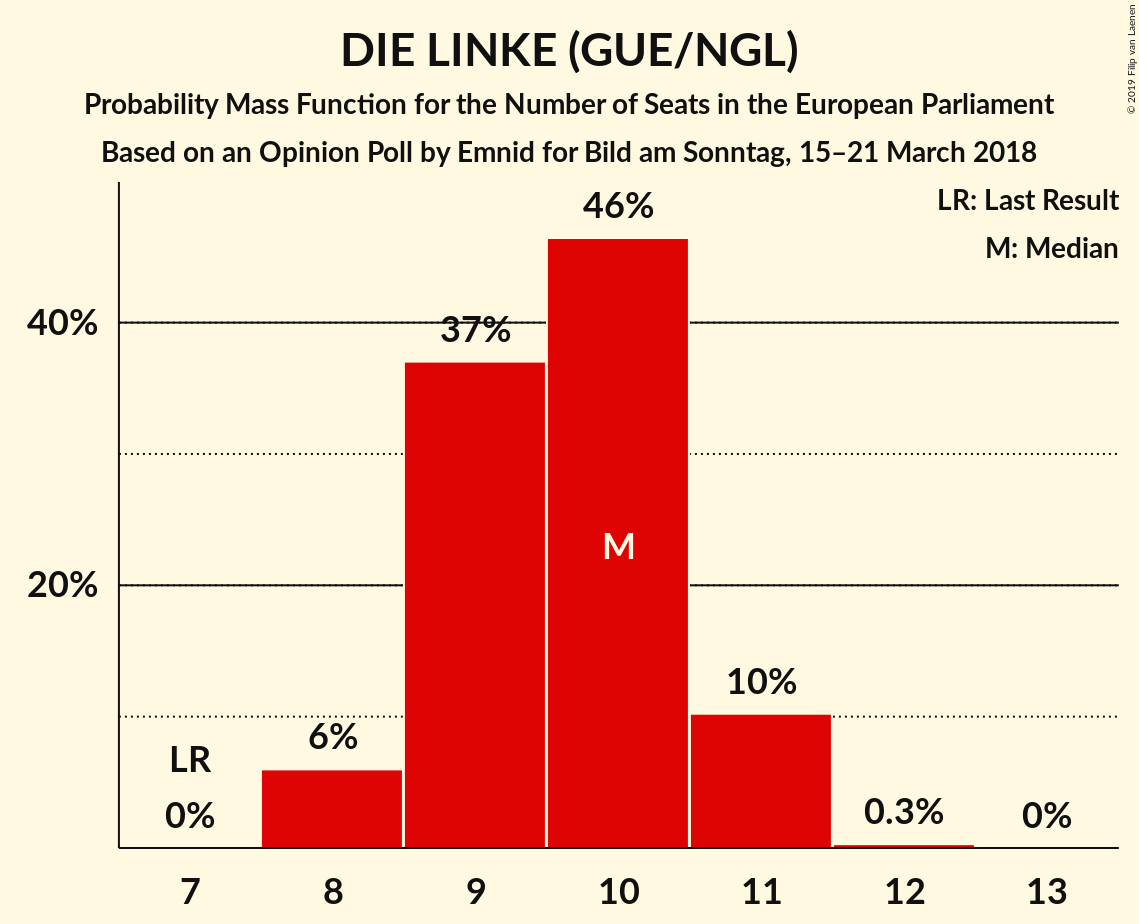 DIE LINKE (GUE/NGL)
Probability Mass Function for the Number of Seats in the European Parliament
Based on an Opinion Poll by Emnid for Bild am Sonntag, 15–21 March 2018
© 2019 Filip van Laenen
LR: Last Result
M: Median
46%
40%
37%
M
20%
10%
6%
LR
0%
0.3%
0%
7 8 9 10 11 12 13